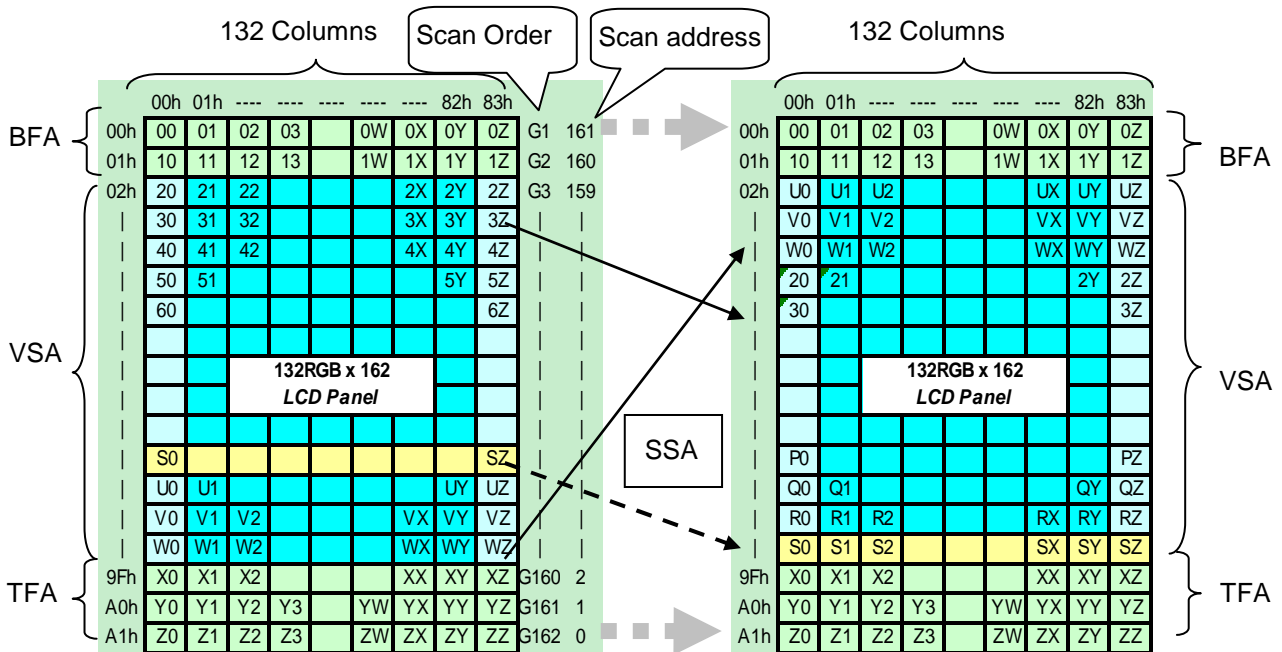 132 Columns Scan Order Scan address 132 Columns
00h 01h ---- ---- ---- ---- ---- 82h 83h 00h 01h ---- ---- ---- ---- ---- 82h 83h
BFA 00h 00 01 02 03 0W 0X 0Y 0Z G1 161 00h 00 01 02 03 0W 0X 0Y 0Z BFA
01h 10 11 12 13 1W 1X 1Y 1Z G2 160 01h 10 11 12 13 1W 1X 1Y 1Z
02h 20 21 22 2X 2Y 2Z G3 159 02h U0 U1 U2 UX UY UZ
| 30 31 32 3X 3Y 3Z | | | V0 V1 V2 VX VY VZ
| 40 41 42 4X 4Y 4Z | | | W0 W1 W2 WX WY WZ
| 50 51 5Y 5Z | | | 20 21 2Y 2Z
| 60 6Z | | | 30 3Z
VSA VSA
132RGB x 162 132RGB x 162
LCD Panel LCD Panel
SSA
| S0 SZ | | | P0 PZ
| U0 U1 UY UZ | | | Q0 Q1 QY QZ
| V0 V1 V2 VX VY VZ | | | R0 R1 R2 RX RY RZ
| W0 W1 W2 WX WY WZ | | | S0 S1 S2 SX SY SZ
TFA 9Fh X0 X1 X2 XX XY XZ G160 2 9Fh X0 X1 X2 XX XY XZ TFA
A0h Y0 Y1 Y2 Y3 YW YX YY YZ G161 1 A0h Y0 Y1 Y2 Y3 YW YX YY YZ
A1h Z0 Z1 Z2 Z3 ZW ZX ZY ZZ G162 0 A1h Z0 Z1 Z2 Z3 ZW ZX ZY ZZ